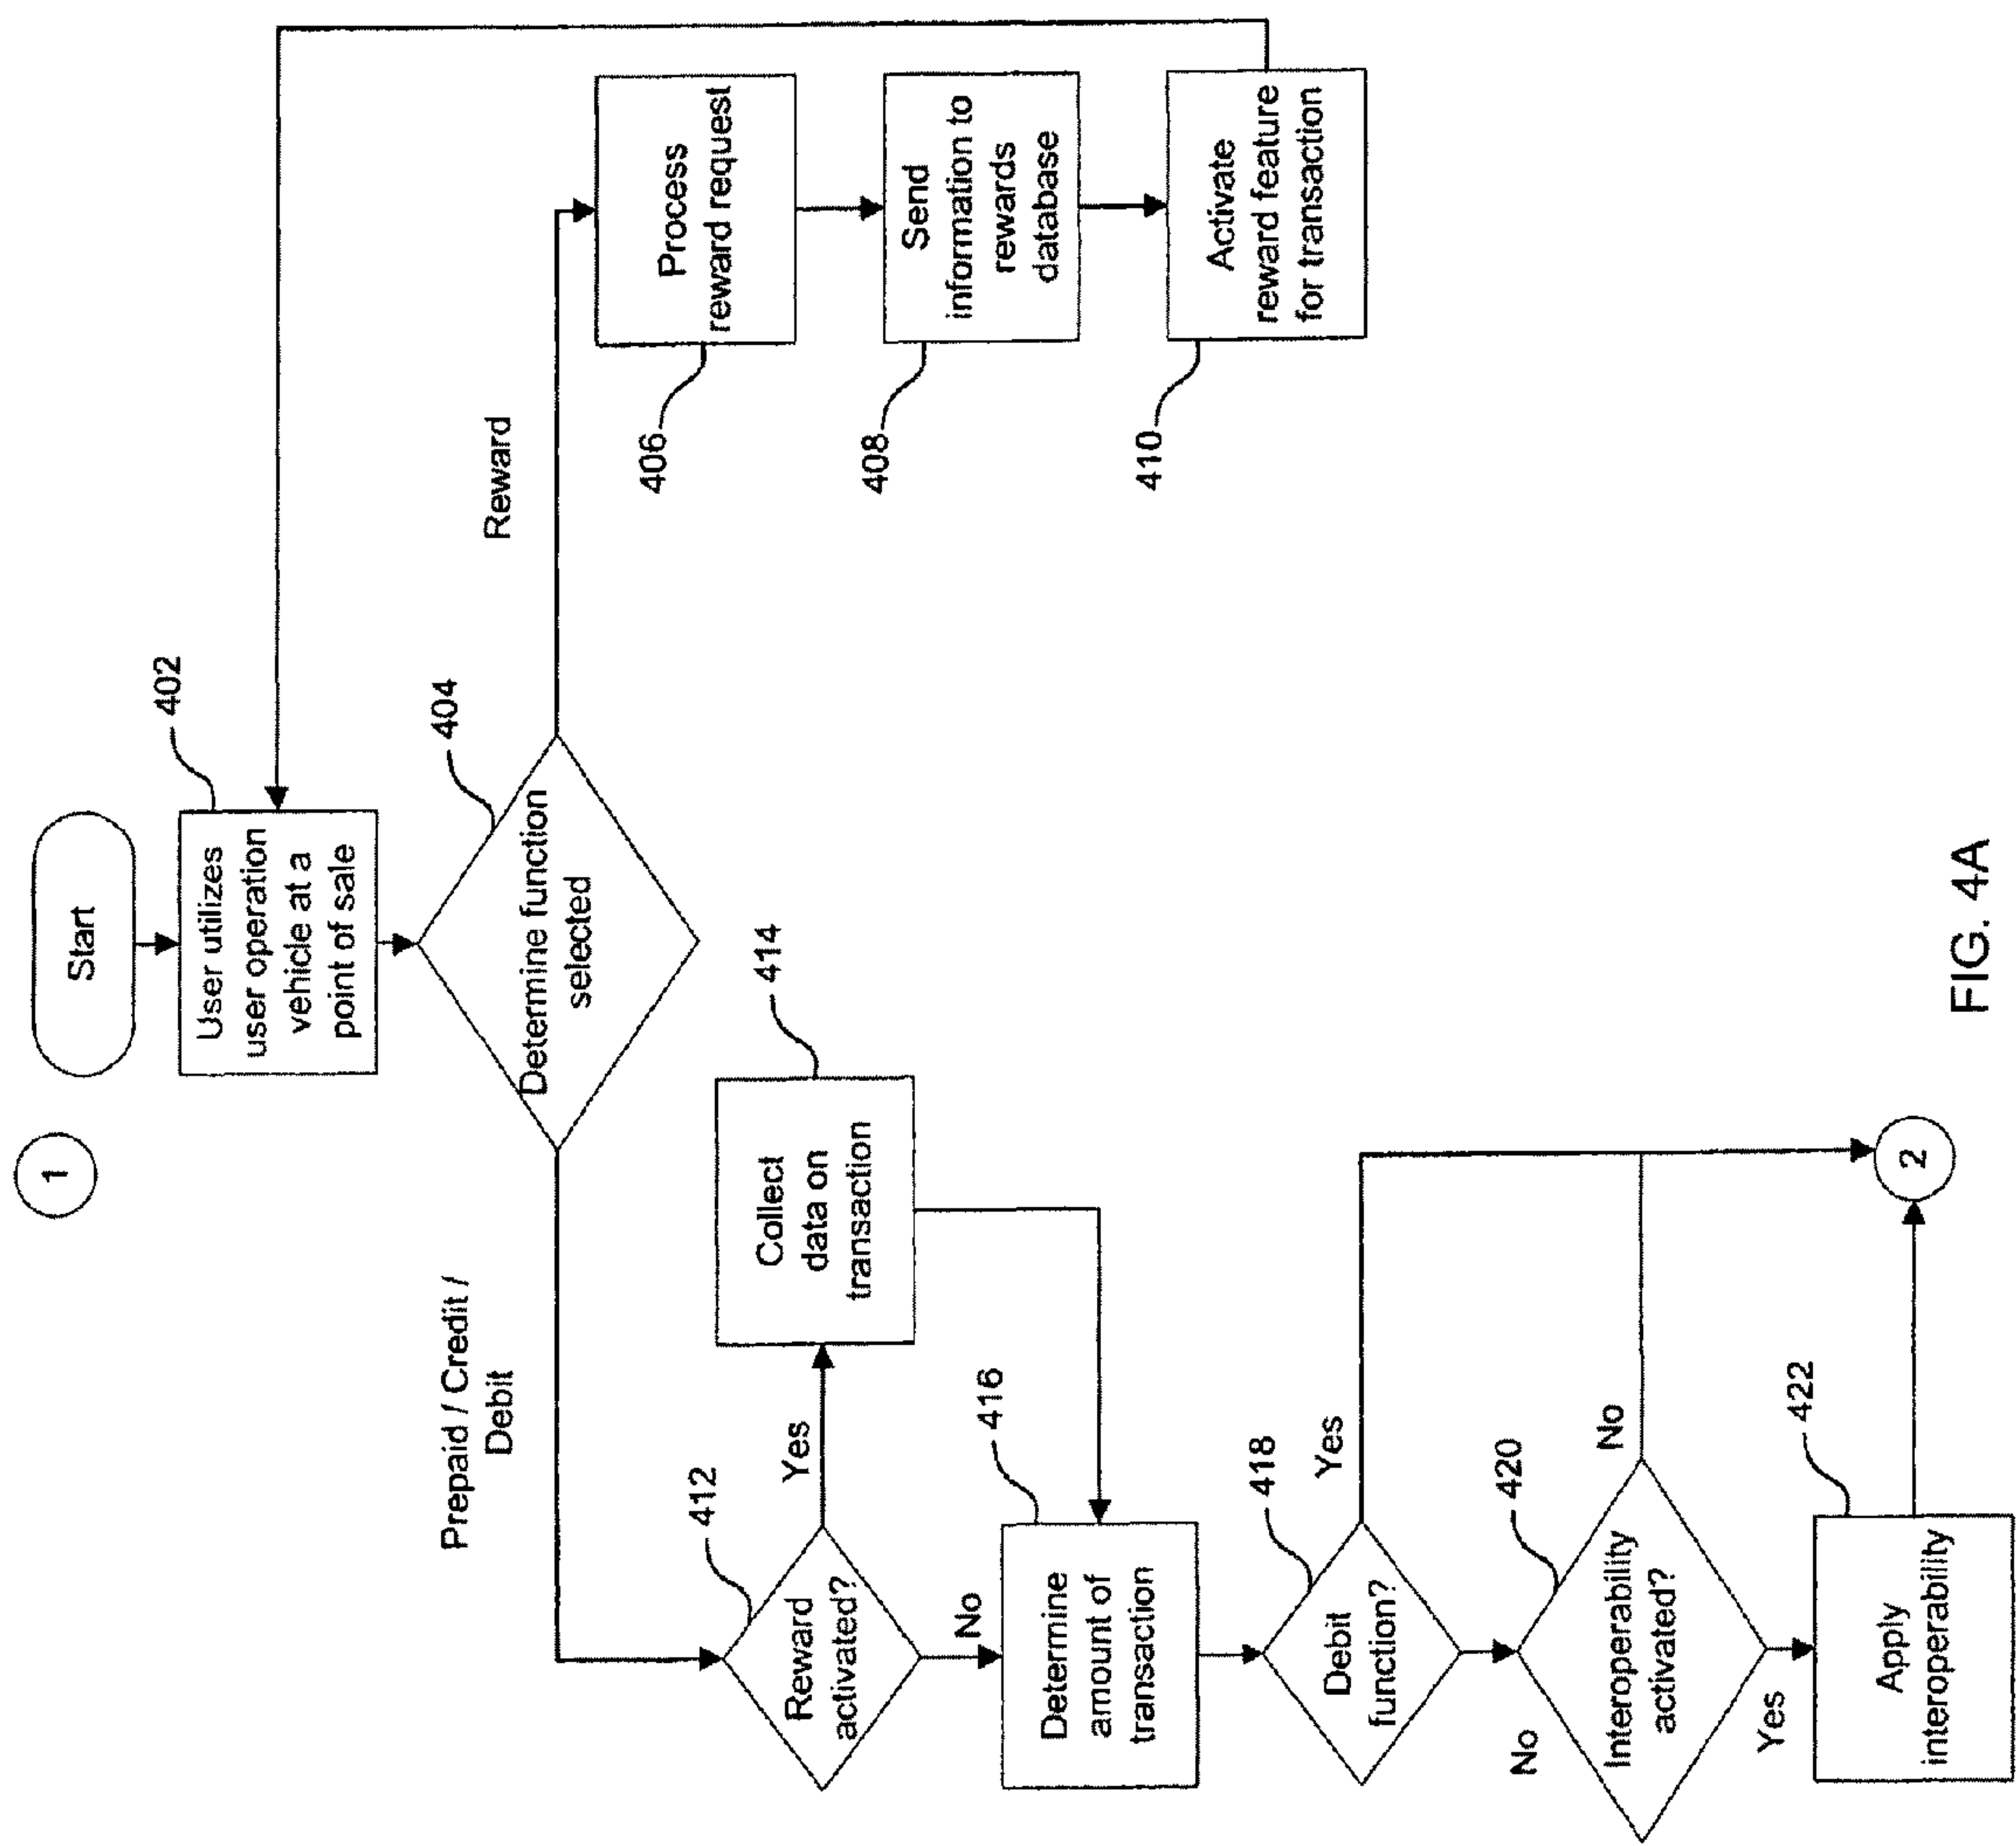 1
Start
402
User utilizes
user operation
vehicle at a
point of sale
404
Determine function
selected
Prepaid / Credit /
Debit
Reward
406
Process
reward request
408
Send
information to
rewards
database
410
Activate
reward feature
for transaction
412
Reward
activated?
Yes
414
Collect
data on
transaction
No
416
Determine
amount of
transaction
418
Debit
function?
Yes
No
420
Interoperability
activated?
No
Yes
422
Apply
interoperability
2
FIG. 4A